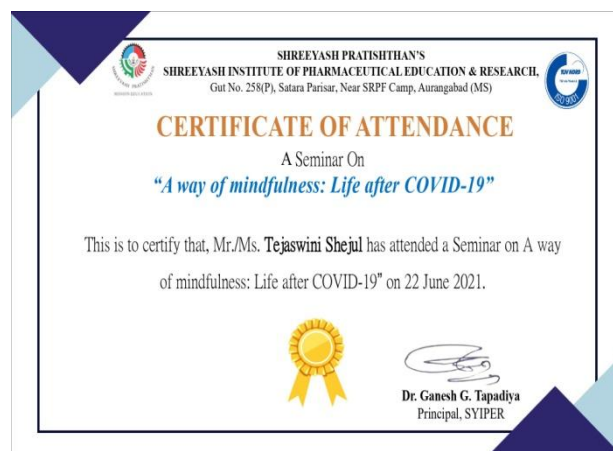 SHREEYASH PRATISHTHAN'S
SHREEYASH INSTITUTE OF PHARMACEUTICAL EDUCATION & RESEARCH,
Gut No. 258(P), Satara Parisar, Near SRPF Camp, Aurangabad (MS)
ISO 9001
CERTIFICATE OF ATTENDANCE
A Seminar On
“A way of mindfulness: Life after COVID-19”
This is to certify that, Mr./Ms. Tejaswini Shejul has attended a Seminar on A way
of mindfulness: Life after COVID-19” on 22 June 2021.
Dr. Ganesh G. Tapadiya
Principal, SYIPER